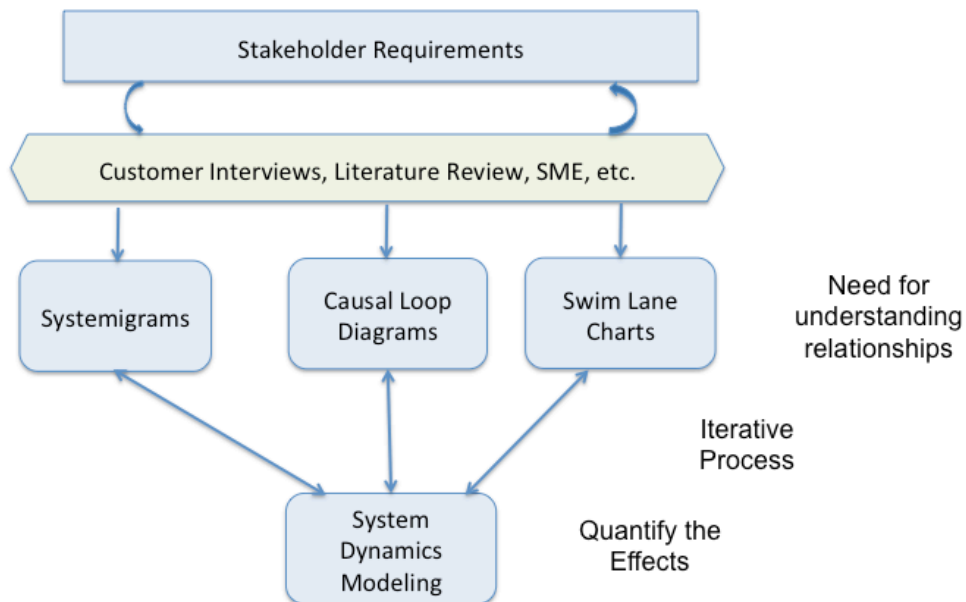 Stakeholder Requirements
Customer Interviews, Literature Review, SME, etc.
Systemigrams
Causal Loop
Diagrams
Swim Lane
Charts
Need for
understanding
relationships
Iterative
Process
System
Dynamics
Modeling
Quantify the
Effects